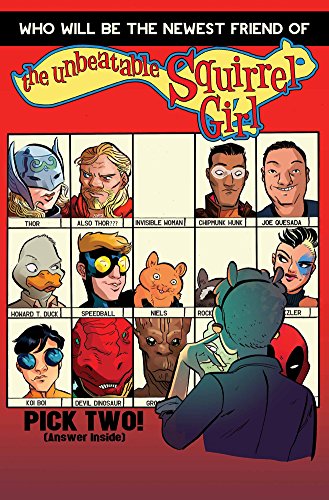 WHO WILL BE THE NEWEST FRIEND OF
the unbeatable
Squirrel
Girl
THOR
ALSO THOR???
INVISIBLE WOMAN
CHIPMUNK HUNK
JOE QUESADA
HOWARD T. DUCK
SPEEDBALL
NIELS
ROCK
ZLER
KOI BOI
DEVIL DINOSAUR
GRO
PICK TWO!
(Answer Inside)